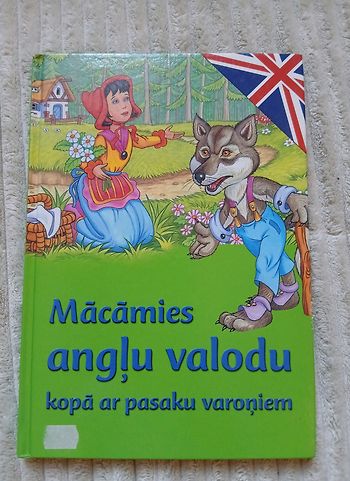 Mācāmies
angļu valodu
kopā ar pasaku varoņiem